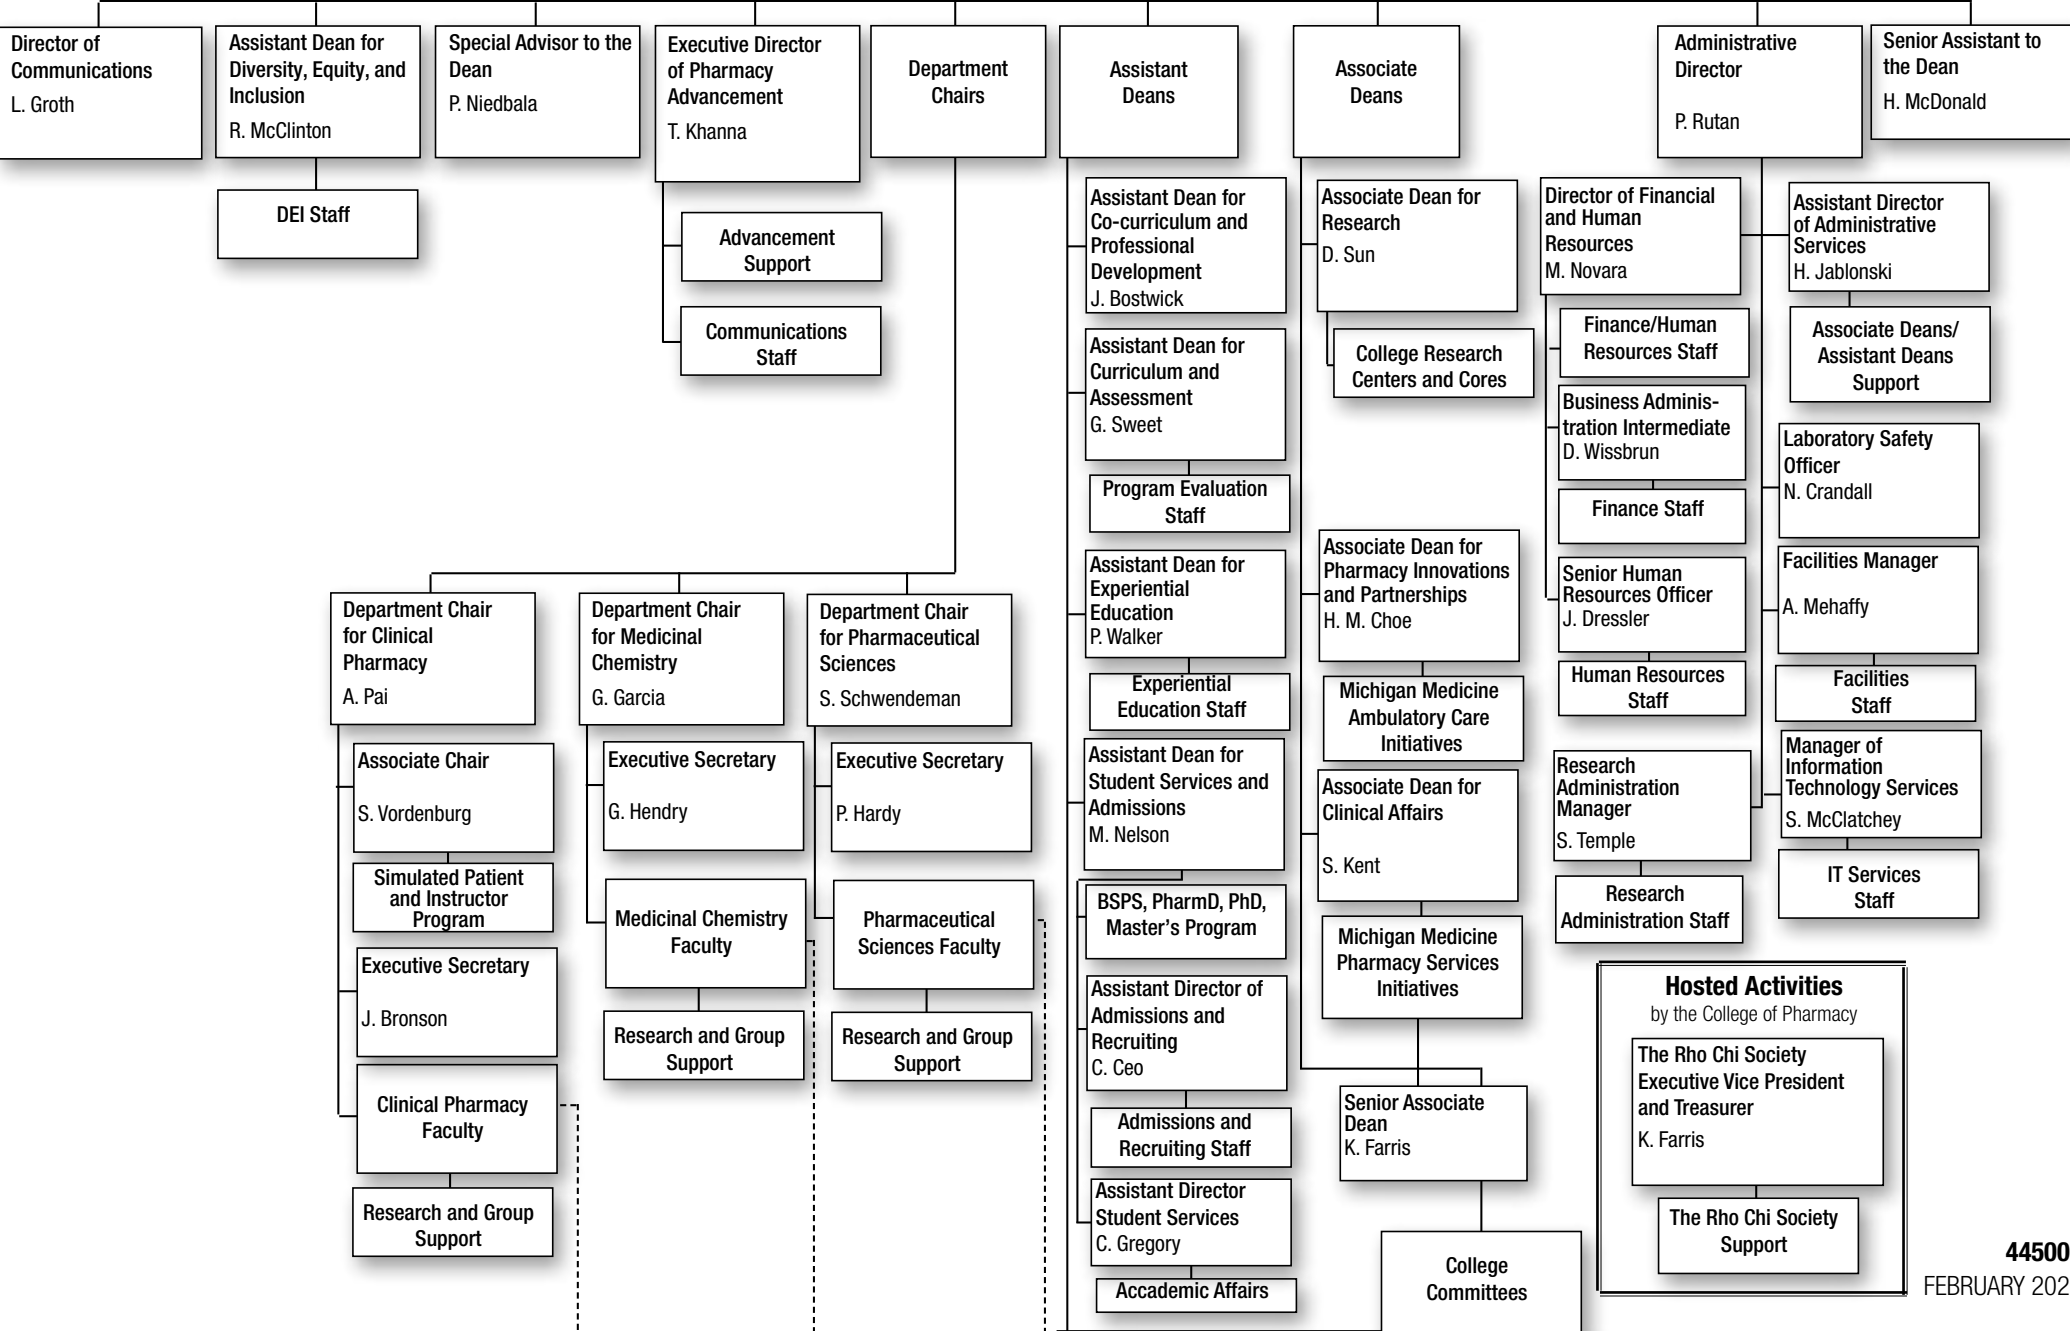 Director of
Communications
L. Groth
Assistant Dean for
Diversity, Equity, and
Inclusion
R. McClinton
DEI Staff
Special Advisor to the
Dean
P. Niedbala
Executive Director
of Pharmacy
Advancement
T. Khanna
Advancement
Support
Communications
Staff
Department
Chairs
Department Chair
for Clinical
Pharmacy
A. Pai
Associate Chair
S. Vordenburg
Simulated Patient
and Instructor
Program
Executive Secretary
J. Bronson
Clinical Pharmacy
Faculty
Research and Group
Support
Department Chair
for Medicinal
Chemistry
G. Garcia
Executive Secretary
G. Hendry
Medicinal Chemistry
Faculty
Research and Group
Support
Department Chair
for Pharmaceutical
Sciences
S. Schwendeman
Executive Secretary
P. Hardy
Pharmaceutical
Sciences Faculty
Research and Group
Support
Assistant
Deans
Assistant Dean for
Co-curriculum and
Professional
Development
J. Bostwick
Assistant Dean for
Curriculum and
Assessment
G. Sweet
Program Evaluation
Staff
Assistant Dean for
Experiential
Education
P. Walker
Experiential
Education Staff
Assistant Dean for
Student Services and
Admissions
M. Nelson
BSPS, PharmD, PhD,
Master's Program
Assistant Director of
Admissions and
Recruiting
C. Ceo
Admissions and
Recruiting Staff
Assistant Director
Student Services
C. Gregory
Accademic Affairs
Associate
Deans
Associate Dean for
Research
D. Sun
College Research
Centers and Cores
Associate Dean for
Pharmacy Innovations
and Partnerships
H. M. Choe
Michigan Medicine
Ambulatory Care
Initiatives
Associate Dean for
Clinical Affairs
S. Kent
Michigan Medicine
Pharmacy Services
Initiatives
Senior Associate
Dean
K. Farris
College
Committees
Administrative
Director
P. Rutan
Director of Financial
and Human
Resources
M. Novara
Finance/Human
Resources Staff
Business Adminis-
tration Intermediate
D. Wissbrun
Finance Staff
Senior Human
Resources Officer
J. Dressler
Human Resources
Staff
Research
Administration
Manager
S. Temple
Research
Administration Staff
Assistant Director
of Administrative
Services
H. Jablonski
Associate Deans/
Assistant Deans
Support
Laboratory Safety
Officer
N. Crandall
Facilities Manager
A. Mehaffy
Facilities
Staff
Manager of
Information
Technology Services
S. McClatchey
IT Services
Staff
Senior Assistant to
the Dean
H. McDonald
Hosted Activities
by the College of Pharmacy
The Rho Chi Society
Executive Vice President
and Treasurer
K. Farris
The Rho Chi Society
Support
44500
FEBRUARY 202